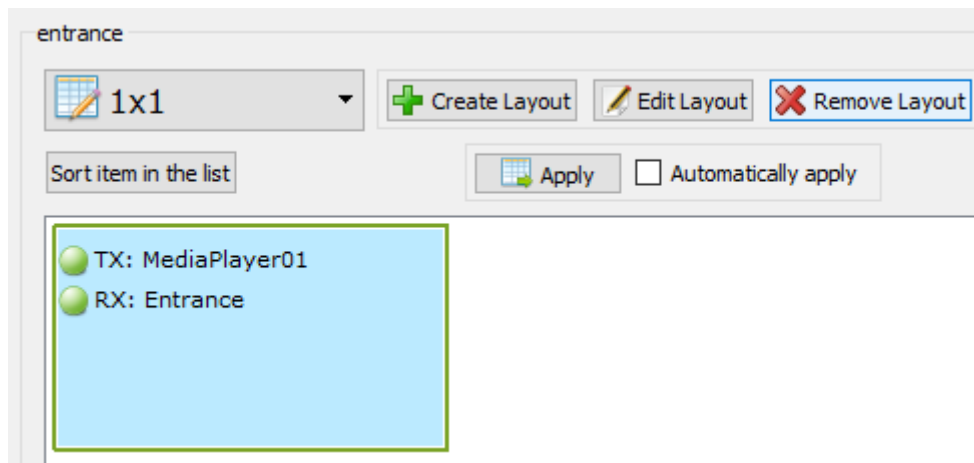 entrance
1x1
Create Layout
Edit Layout
Remove Layout
Sort item in the list
Apply
Automatically apply
TX: MediaPlayer01
RX: Entrance